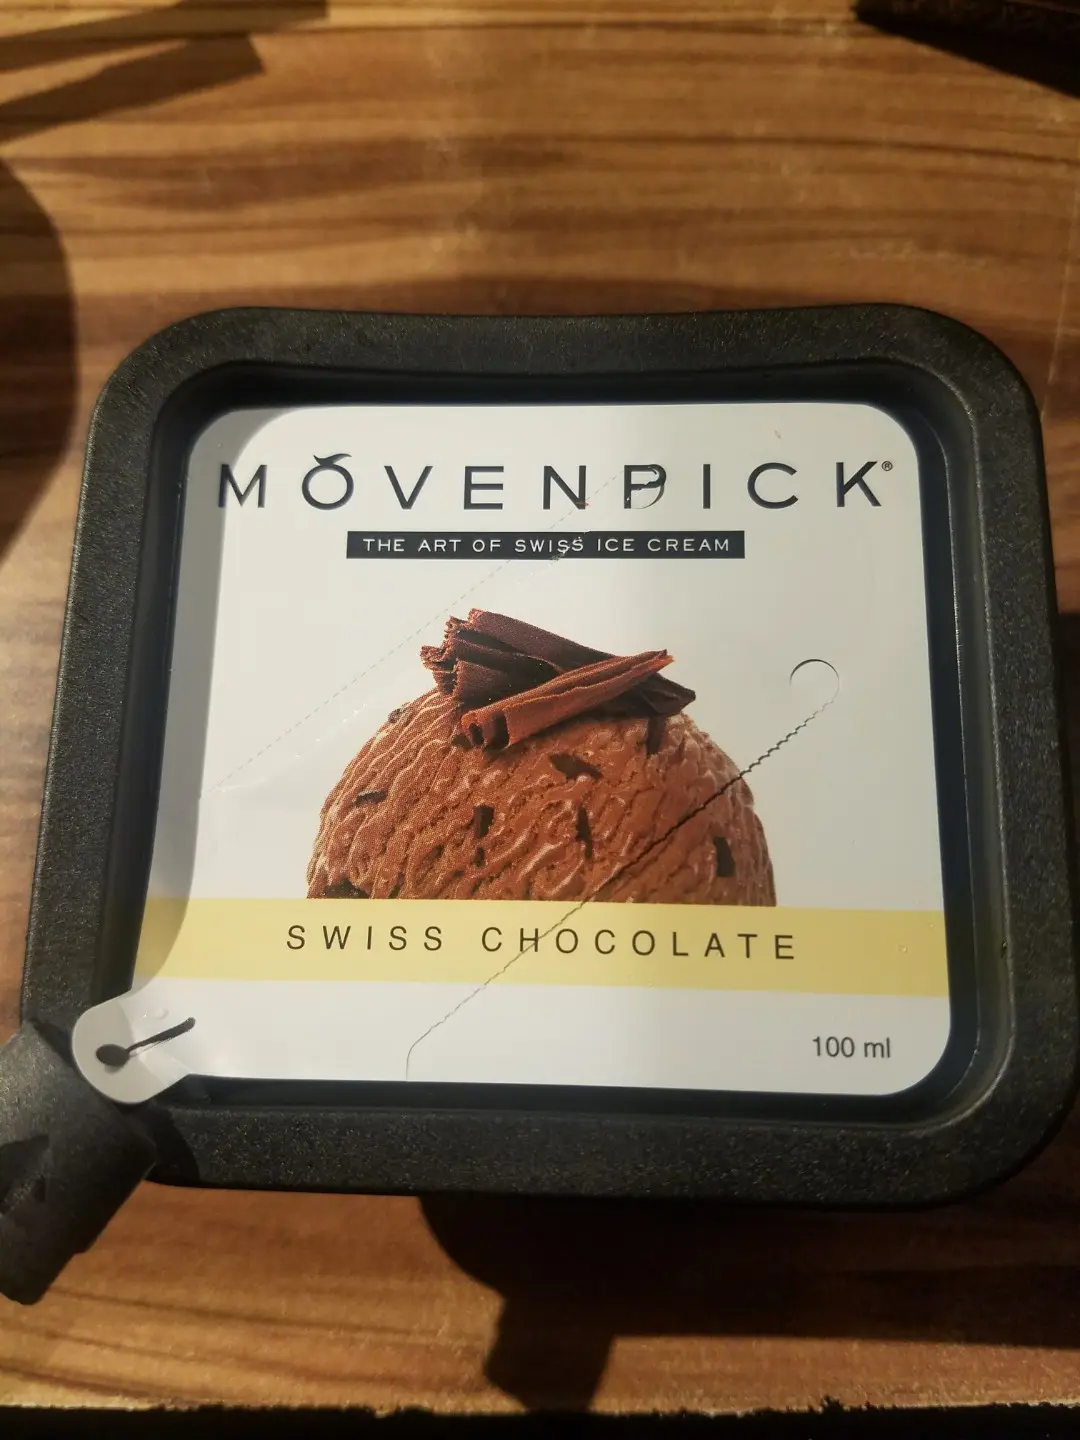 MÖVENPICK®
THE ART OF SWISS ICE CREAM
SWISS CHOCOLATE
100 ml